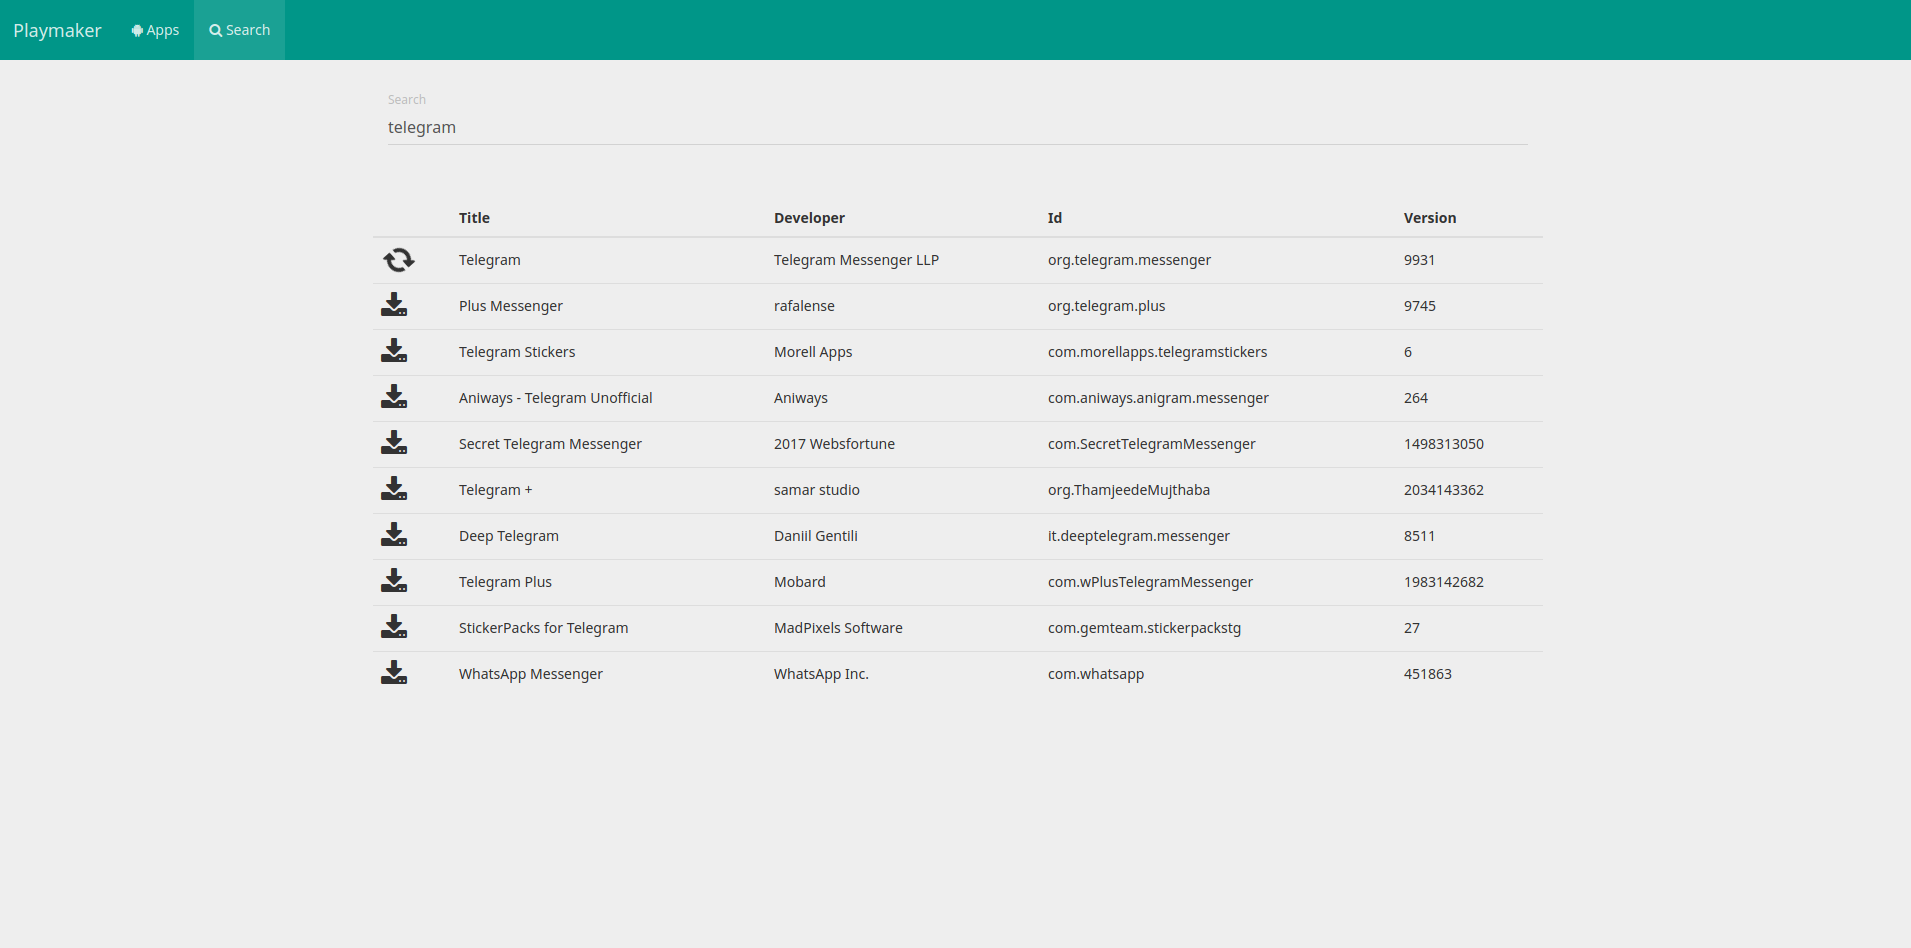 Playmaker Apps Search
Search
telegram
Title Developer Id Version
Telegram Telegram Messenger LLP org.telegram.messenger 9931
Plus Messenger rafalense org.telegram.plus 9745
Telegram Stickers Morell Apps com.morellapps.telegramstickers 6
Aniways - Telegram Unofficial Aniways com.aniways.anigram.messenger 264
Secret Telegram Messenger 2017 Websfortune com.SecretTelegramMessenger 1498313050
Telegram + samar studio org.ThamjeedeMujthaba 2034143362
Deep Telegram Daniil Gentili it.deeptelegram.messenger 8511
Telegram Plus Mobard com.wPlusTelegramMessenger 1983142682
StickerPacks for Telegram MadPixels Software com.gemteam.stickerpackstg 27
WhatsApp Messenger WhatsApp Inc. com.whatsapp 451863